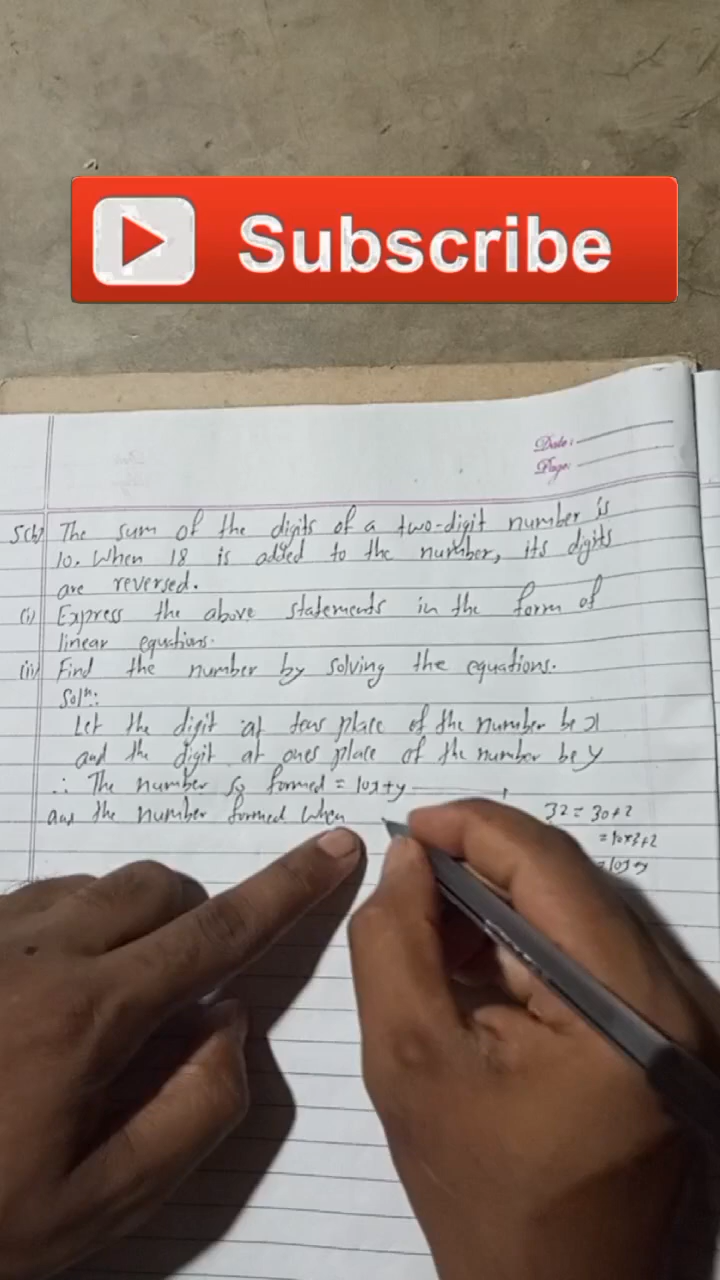 Subscribe
Date:
Page:
5(b) The sum of the digits of a two-digit number is
10. When 18 is added to the number, its digits
are reversed.
(i) Express the above statements in the form of
linear equations.
(ii) Find the number by solving the equations.
Solⁿ:
Let the digit at tens place of the number be x
and the digit at ones place of the number be y
∴ The number so formed = 10x+y
and the number formed when
32 = 30+2
= 10×3+2